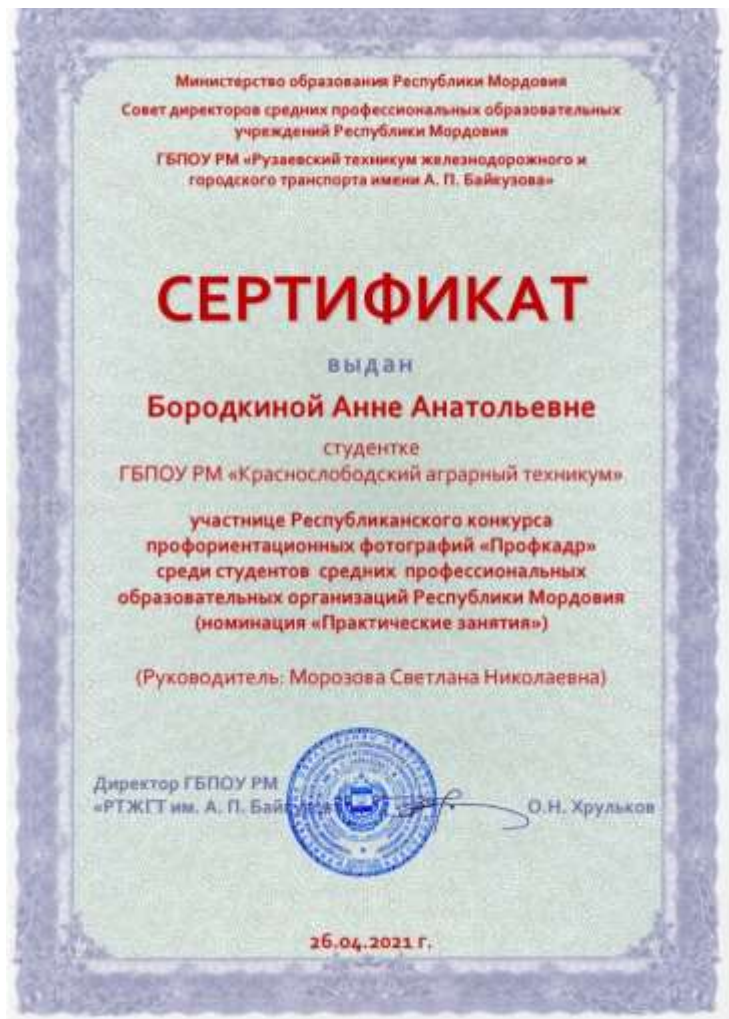 Министерство образования Республики Мордовия
Совет директоров средних профессиональных образовательных
учреждений Республики Мордовия
ГБПОУ РМ «Рузаевский техникум железнодорожного и
городского транспорта имени А. П. Байкузова»
СЕРТИФИКАТ
выдан
Бородкиной Анне Анатольевне
студентке
ГБПОУ РМ «Краснослободский аграрный техникум»
участнице Республиканского конкурса
профориентационных фотографий «Профкадр»
среди студентов средних профессиональных
образовательных организаций Республики Мордовия
(номинация «Практические занятия»)
(Руководитель: Морозова Светлана Николаевна)
Директор ГБПОУ РМ
«РТЖГТ им. А. П. О.Н. Хрульков
26.04.2021 г.